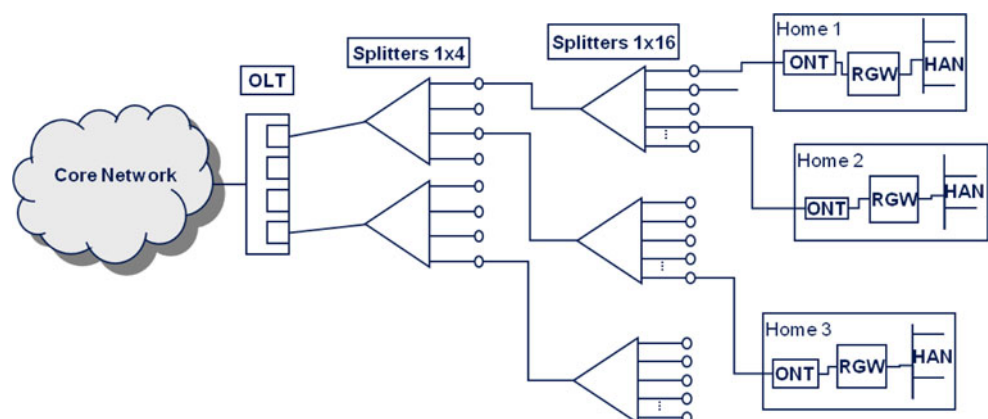 Splitters 1x4
Splitters 1x16
OLT
Core Network
Home 1
ONT
RGW
HAN
Home 2
ONT
RGW
HAN
Home 3
ONT
RGW
HAN